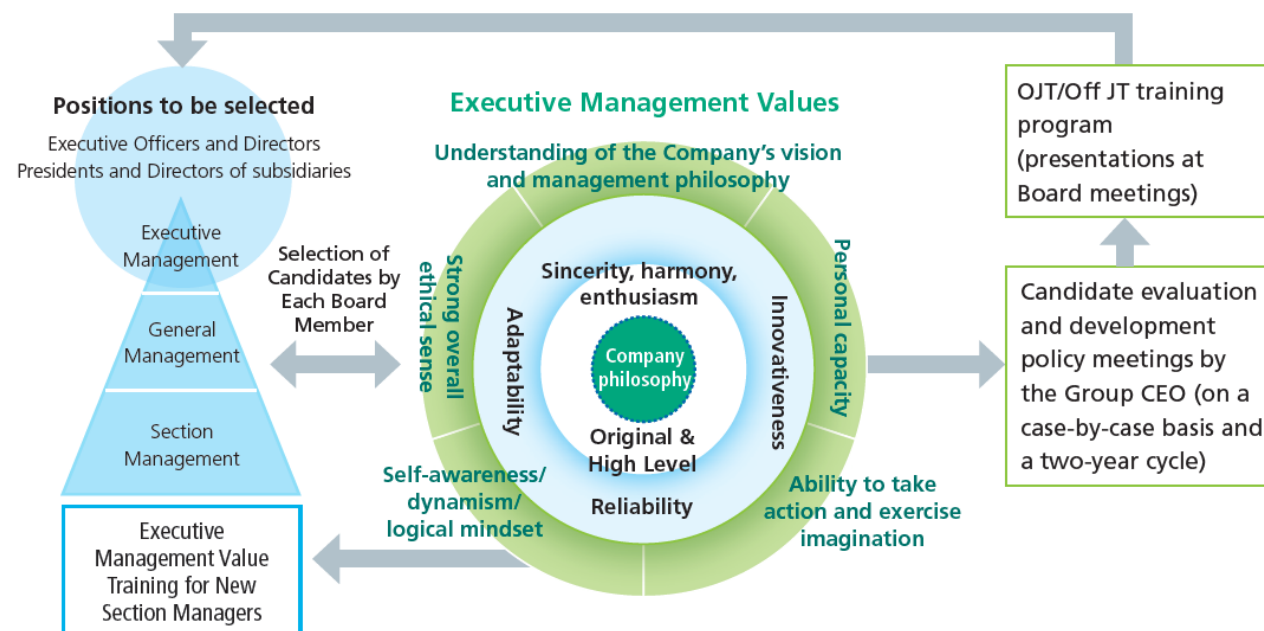 Positions to be selected
Executive Officers and Directors
Presidents and Directors of subsidiaries
Executive
Management
General
Management
Section
Management
Executive
Management Value
Training for New
Section Managers
Selection of
Candidates by
Each Board
Member
Executive Management Values
Understanding of the Company’s vision
and management philosophy
Strong overall
ethical sense
Personal capacity
Self-awareness/
dynamism/
logical mindset
Ability to take
action and exercise
imagination
Adaptability
Innovativeness
Reliability
Sincerity, harmony,
enthusiasm
Company
philosophy
Original &
High Level
Candidate evaluation
and development
policy meetings by
the Group CEO (on a
case-by-case basis and
a two-year cycle)
OJT/Off JT training
program
(presentations at
Board meetings)